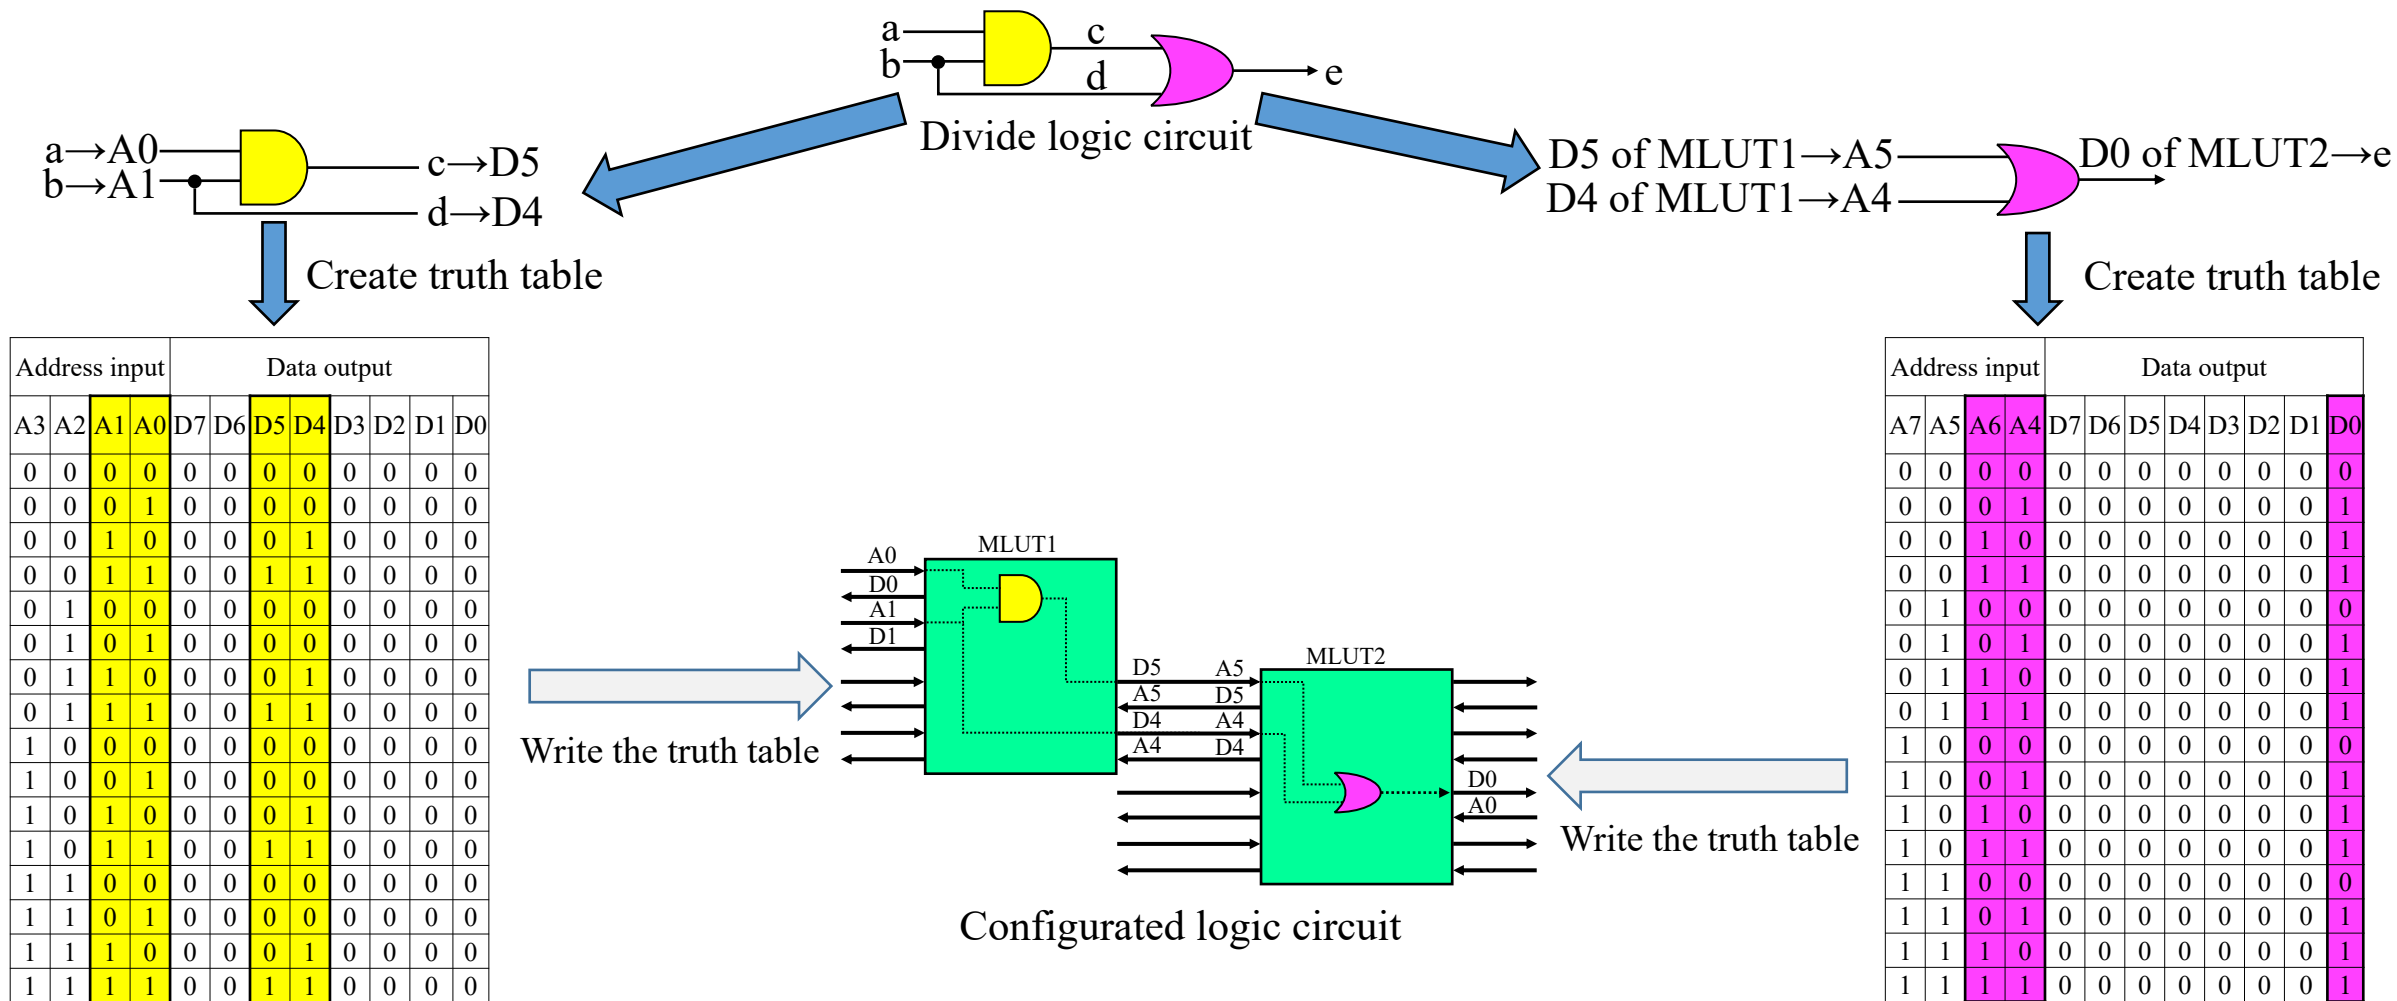 a
b
c
d
e
Divide logic circuit
a→A0
b→A1
c→D5
d→D4
D5 of MLUT1→A5
D4 of MLUT1→A4
D0 of MLUT2→e
Create truth table
Create truth table
Address input Data output
A3 A2 A1 A0 D7 D6 D5 D4 D3 D2 D1 D0
0 0 0 0 0 0 0 0 0 0 0 0
0 0 0 1 0 0 0 0 0 0 0 0
0 0 1 0 0 0 0 1 0 0 0 0
0 0 1 1 0 0 1 1 0 0 0 0
0 1 0 0 0 0 0 0 0 0 0 0
0 1 0 1 0 0 0 0 0 0 0 0
0 1 1 0 0 0 0 1 0 0 0 0
0 1 1 1 0 0 1 1 0 0 0 0
1 0 0 0 0 0 0 0 0 0 0 0
1 0 0 1 0 0 0 0 0 0 0 0
1 0 1 0 0 0 0 1 0 0 0 0
1 0 1 1 0 0 1 1 0 0 0 0
1 1 0 0 0 0 0 0 0 0 0 0
1 1 0 1 0 0 0 0 0 0 0 0
1 1 1 0 0 0 0 1 0 0 0 0
1 1 1 1 0 0 1 1 0 0 0 0
Write the truth table
MLUT1
A0
D0
A1
D1
D5 A5
A5 D5
D4 A4
A4 D4
MLUT2
D0
A0
Configurated logic circuit
Write the truth table
Address input Data output
A7 A5 A6 A4 D7 D6 D5 D4 D3 D2 D1 D0
0 0 0 0 0 0 0 0 0 0 0 0
0 0 0 1 0 0 0 0 0 0 0 1
0 0 1 0 0 0 0 0 0 0 0 1
0 0 1 1 0 0 0 0 0 0 0 1
0 1 0 0 0 0 0 0 0 0 0 0
0 1 0 1 0 0 0 0 0 0 0 1
0 1 1 0 0 0 0 0 0 0 0 1
0 1 1 1 0 0 0 0 0 0 0 1
1 0 0 0 0 0 0 0 0 0 0 0
1 0 0 1 0 0 0 0 0 0 0 1
1 0 1 0 0 0 0 0 0 0 0 1
1 0 1 1 0 0 0 0 0 0 0 1
1 1 0 0 0 0 0 0 0 0 0 0
1 1 0 1 0 0 0 0 0 0 0 1
1 1 1 0 0 0 0 0 0 0 0 1
1 1 1 1 0 0 0 0 0 0 0 1